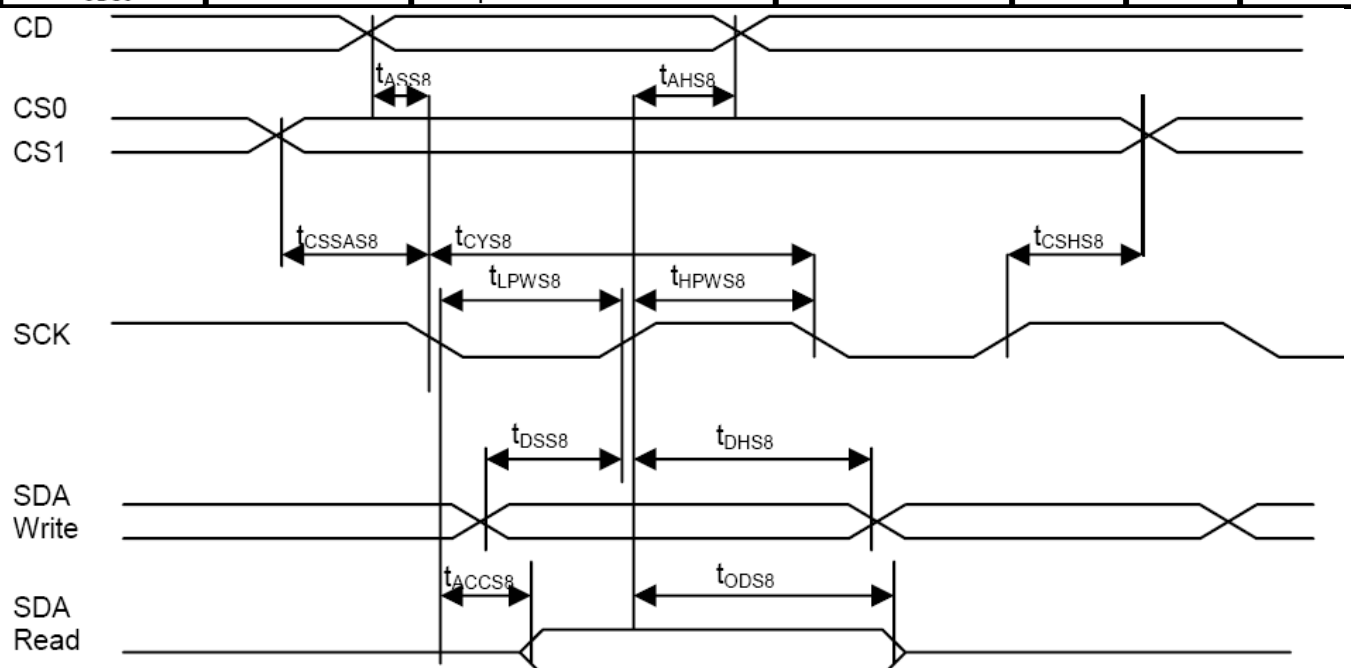 CD
tASS8
tAHS8
CS0
CS1
tCSSAS8
tCYS8
tCSHS8
tLPWS8
tHPWS8
SCK
tDSS8
tDHS8
SDA
Write
tACCS8
tODS8
SDA
Read